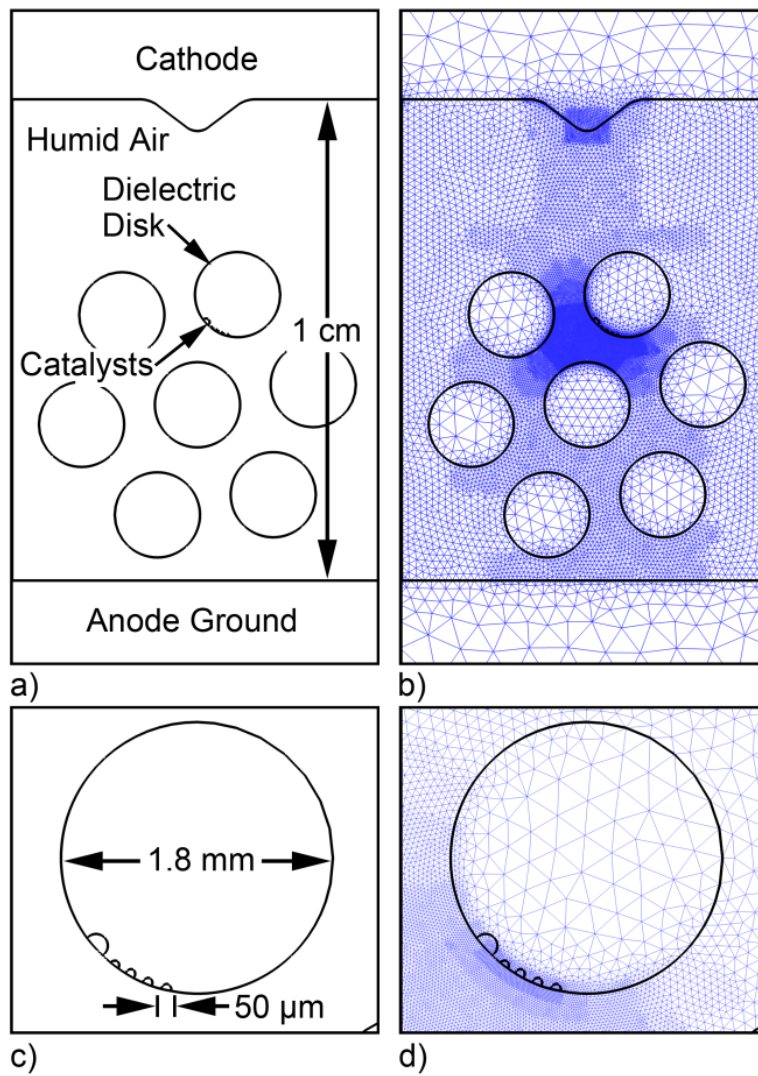 Cathode
Humid Air
Dielectric
Disk
1 cm
Catalysts
Anode Ground
a)
b)
1.8 mm
50 μm
c)
d)